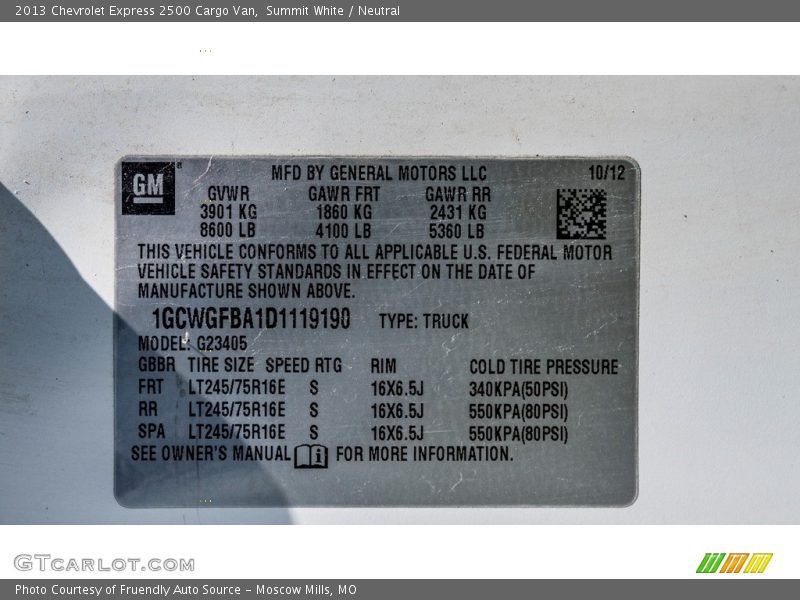 2013 Chevrolet Express 2500 Cargo Van, Summit White / Neutral
GM
MFD BY GENERAL MOTORS LLC 10/12
GVWR GAWR FRT GAWR RR
3901 KG 1860 KG 2431 KG
8600 LB 4100 LB 5360 LB
THIS VEHICLE CONFORMS TO ALL APPLICABLE U.S. FEDERAL MOTOR
VEHICLE SAFETY STANDARDS IN EFFECT ON THE DATE OF
MANUFACTURE SHOWN ABOVE.
1GCWGFBA1D1119190 TYPE: TRUCK
MODEL: G23405
GBBR TIRE SIZE SPEED RTG RIM COLD TIRE PRESSURE
FRT LT245/75R16E S 16X6.5J 340KPA(50PSI)
RR LT245/75R16E S 16X6.5J 550KPA(80PSI)
SPA LT245/75R16E S 16X6.5J 550KPA(80PSI)
SEE OWNER'S MANUAL i FOR MORE INFORMATION.
GTCARLOT.COM
Photo Courtesy of Fruendly Auto Source - Moscow Mills, MO